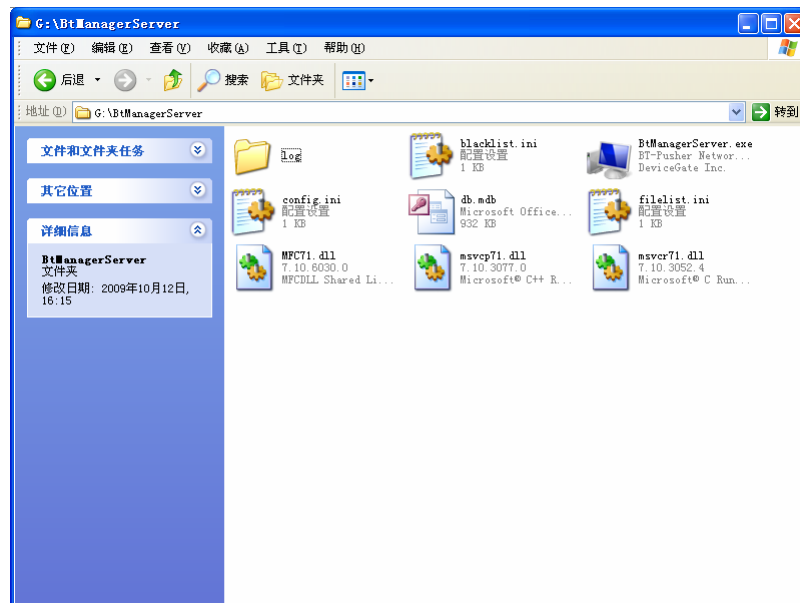 G:\BtManagerServer
文件(F) 编辑(E) 查看(V) 收藏(A) 工具(T) 帮助(H)
后退 搜索 文件夹
地址(D) G:\BtManagerServer 转到
文件和文件夹任务
其它位置
详细信息
BtManagerServer
文件夹
修改日期: 2009年10月12日,
16:15
log
blacklist.ini
配置设置
1 KB
BtManagerServer.exe
BT-Pusher Networ...
DeviceGate Inc.
config.ini
配置设置
1 KB
db.mdb
Microsoft Office...
932 KB
filelist.ini
配置设置
1 KB
MFC71.dll
7.10.6030.0
MFCDLL Shared Li...
msvcp71.dll
7.10.3077.0
Microsoft® C++ R...
msvcr71.dll
7.10.3052.4
Microsoft® C Run...